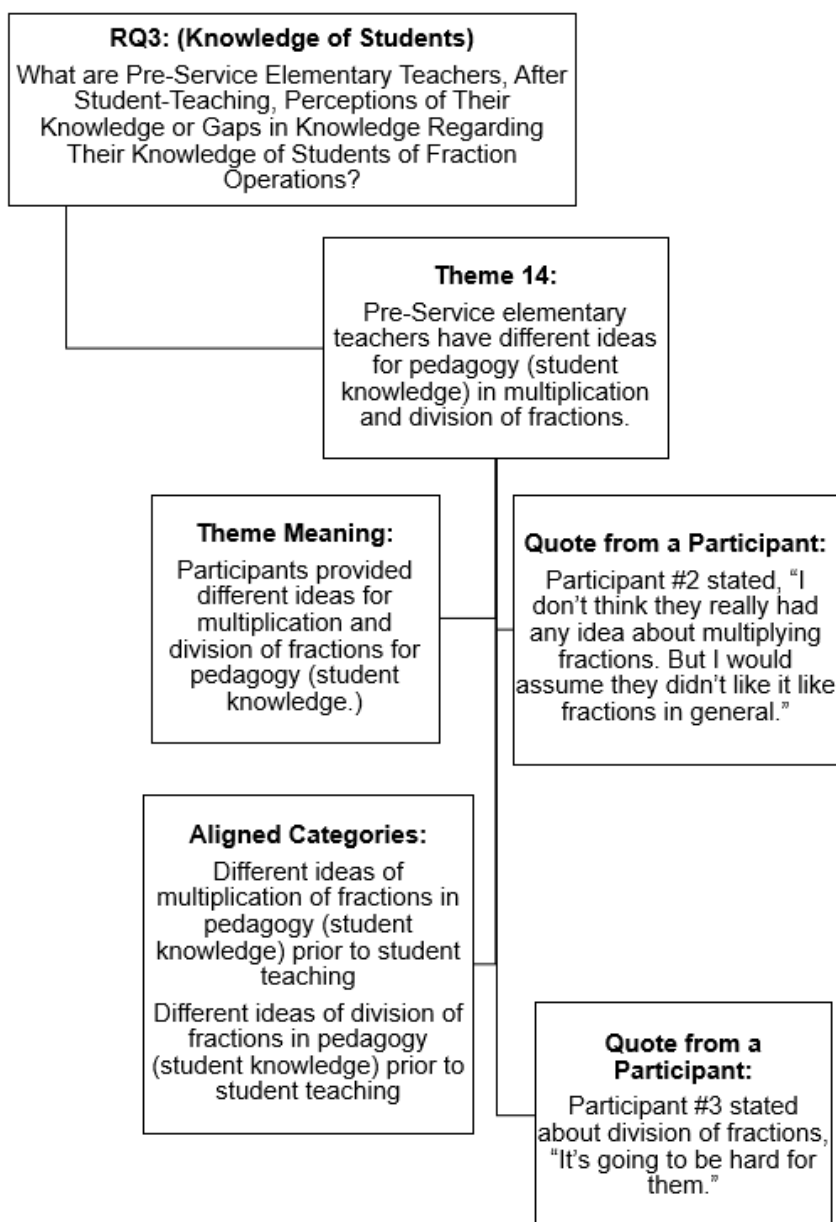 RQ3: (Knowledge of Students)
What are Pre-Service Elementary Teachers, After
Student-Teaching, Perceptions of Their
Knowledge or Gaps in Knowledge Regarding
Their Knowledge of Students of Fraction
Operations?
Theme 14:
Pre-Service elementary
teachers have different ideas
for pedagogy (student
knowledge) in multiplication
and division of fractions.
Theme Meaning:
Participants provided
different ideas for
multiplication and
division of fractions for
pedagogy (student
knowledge.)
Quote from a Participant:
Participant #2 stated, “I
don’t think they really had
any idea about multiplying
fractions. But I would
assume they didn’t like it like
fractions in general.”
Aligned Categories:
Different ideas of
multiplication of fractions in
pedagogy (student
knowledge) prior to student
teaching
Different ideas of division of
fractions in pedagogy
(student knowledge) prior to
student teaching
Quote from a
Participant:
Participant #3 stated
about division of fractions,
“It’s going to be hard for
them.”